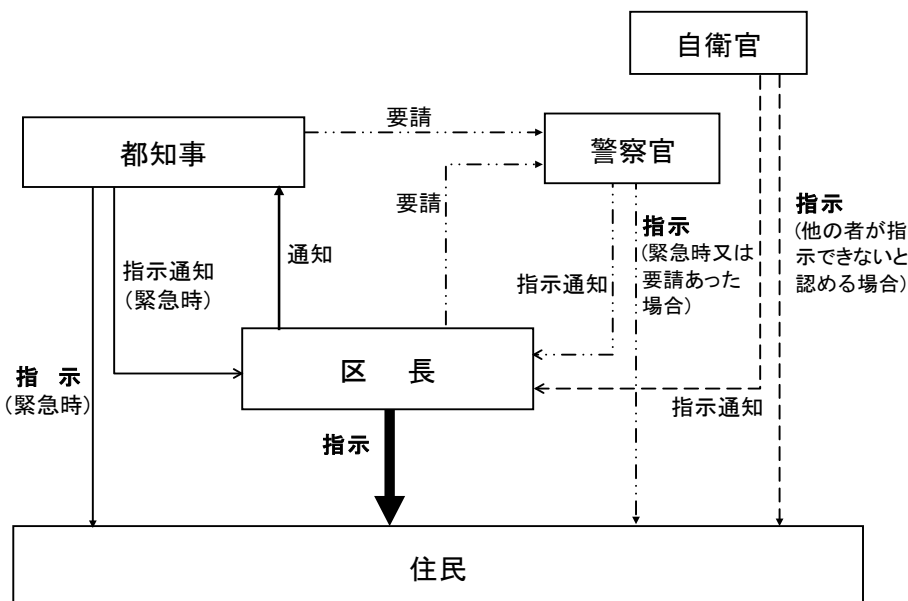 自衛官
要請
都知事
警察官
要請
指示
(他の者が指
示できないと
認める場合)
指示
(緊急時又は
要請あった
場合)
通知
指示通知
(緊急時)
指示通知
区 長
指 示
(緊急時)
指示通知
指示
住民